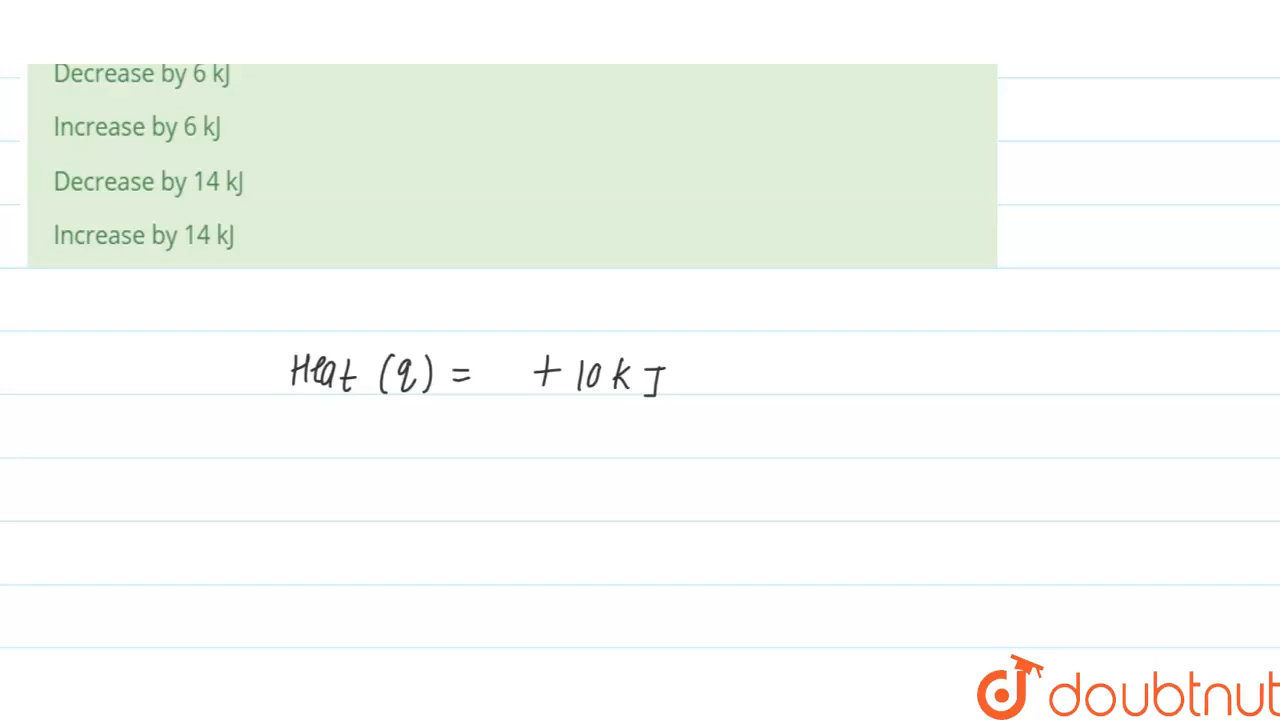 Decrease by 6 kJ
Increase by 6 kJ
Decrease by 14 kJ
Increase by 14 kJ
Heat (q) = + 10 k J
doubtnut